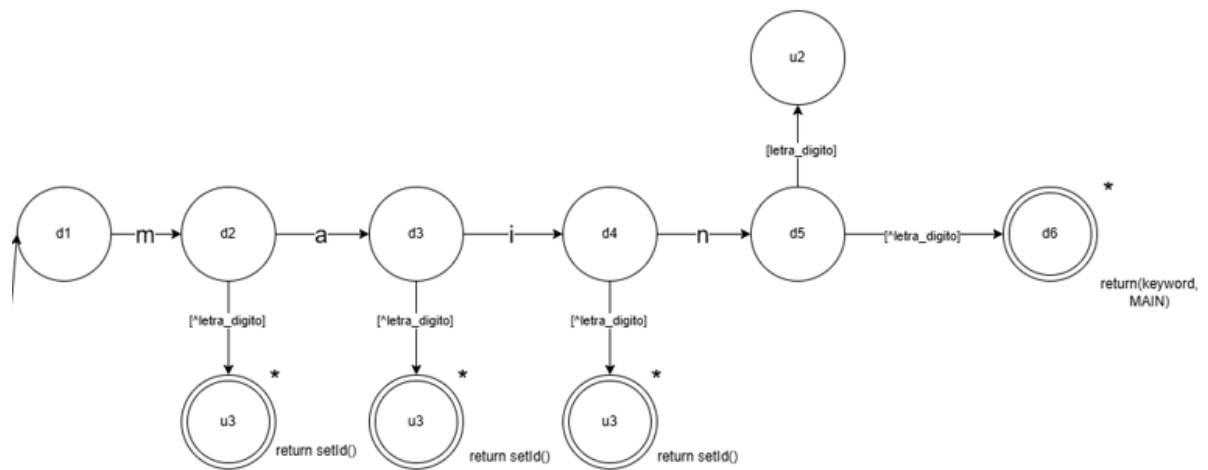 u2
[letra_digito]
*
d1
m
d2
a
d3
i
d4
n
d5
[^letra_digito]
d6
return(keyword,
MAIN)
[^letra_digito]
[^letra_digito]
[^letra_digito]
*
*
*
u3
u3
u3
return setId()
return setId()
return setId()